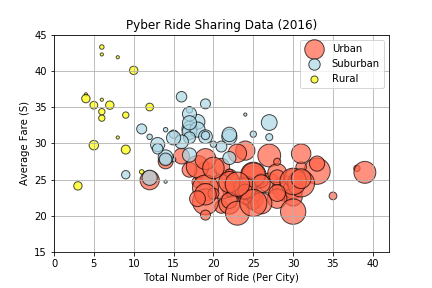 Pyber Ride Sharing Data (2016)
45
40
35
30
25
20
15
Average Fare (S)
Urban
Suburban
Rural
0 5 10 15 20 25 30 35 40
Total Number of Ride (Per City)